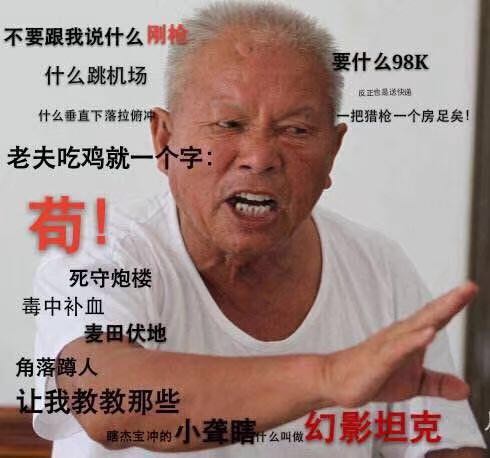 不要跟我说什么刚枪
要什么98K
什么跳机场
反正也是送快递
什么垂直下落拉俯冲
一把猎枪一个房足矣!
老夫吃鸡就一个字:
苟!
死守炮楼
毒中补血
麦田伏地
角落蹲人
让我教教那些
瞎杰宝冲的小聋瞎什么叫做幻影坦克